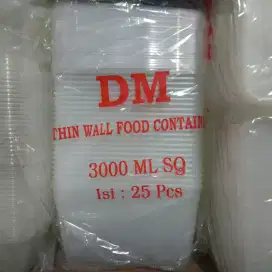 DM
THIN WALL FOOD CONTAIN
3000 ML SQ
Isi : 25 Pcs